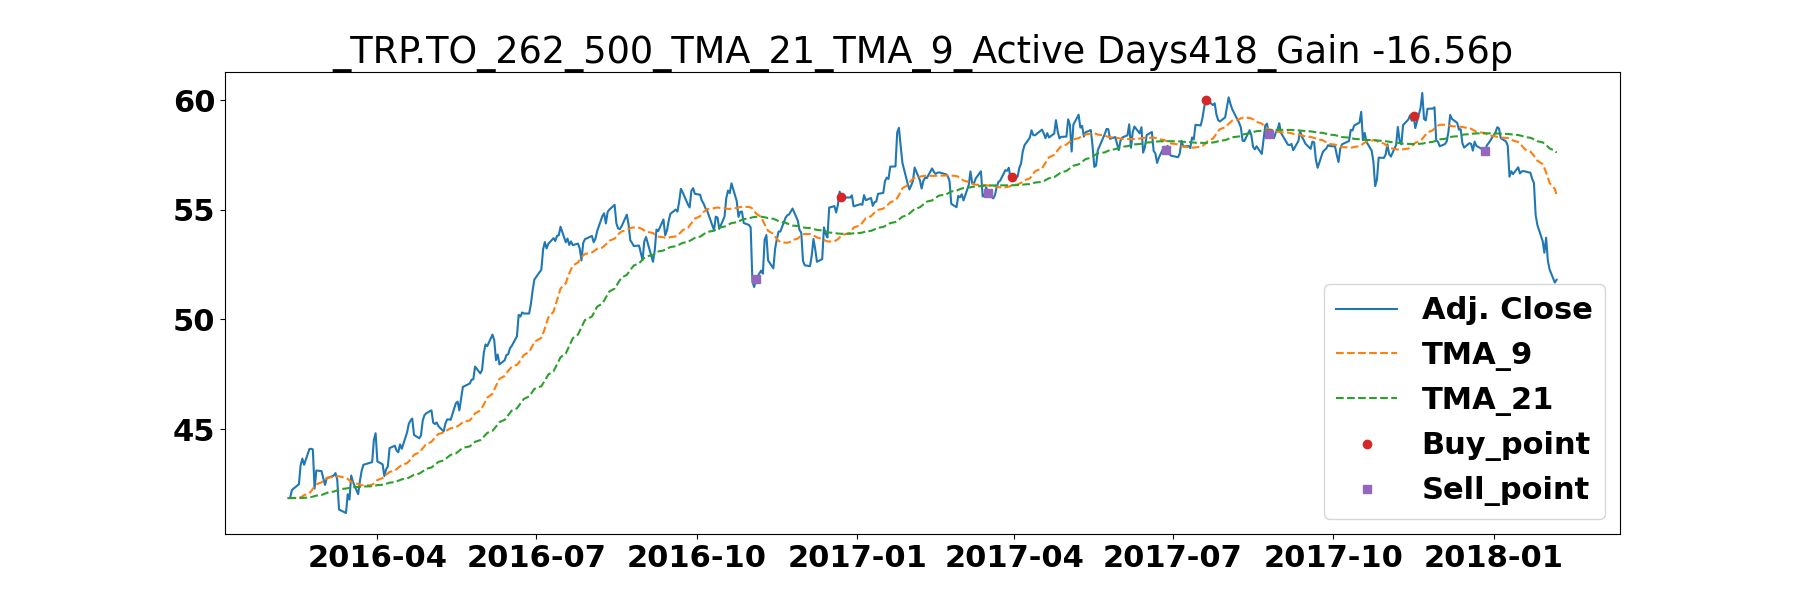 _TRP.TO_262_500_TMA_21_TMA_9_Active Days418_Gain -16.56p
60
55
50
45
Adj. Close
TMA_9
TMA_21
Buy_point
Sell_point
2016-04 2016-07 2016-10 2017-01 2017-04 2017-07 2017-10 2018-01